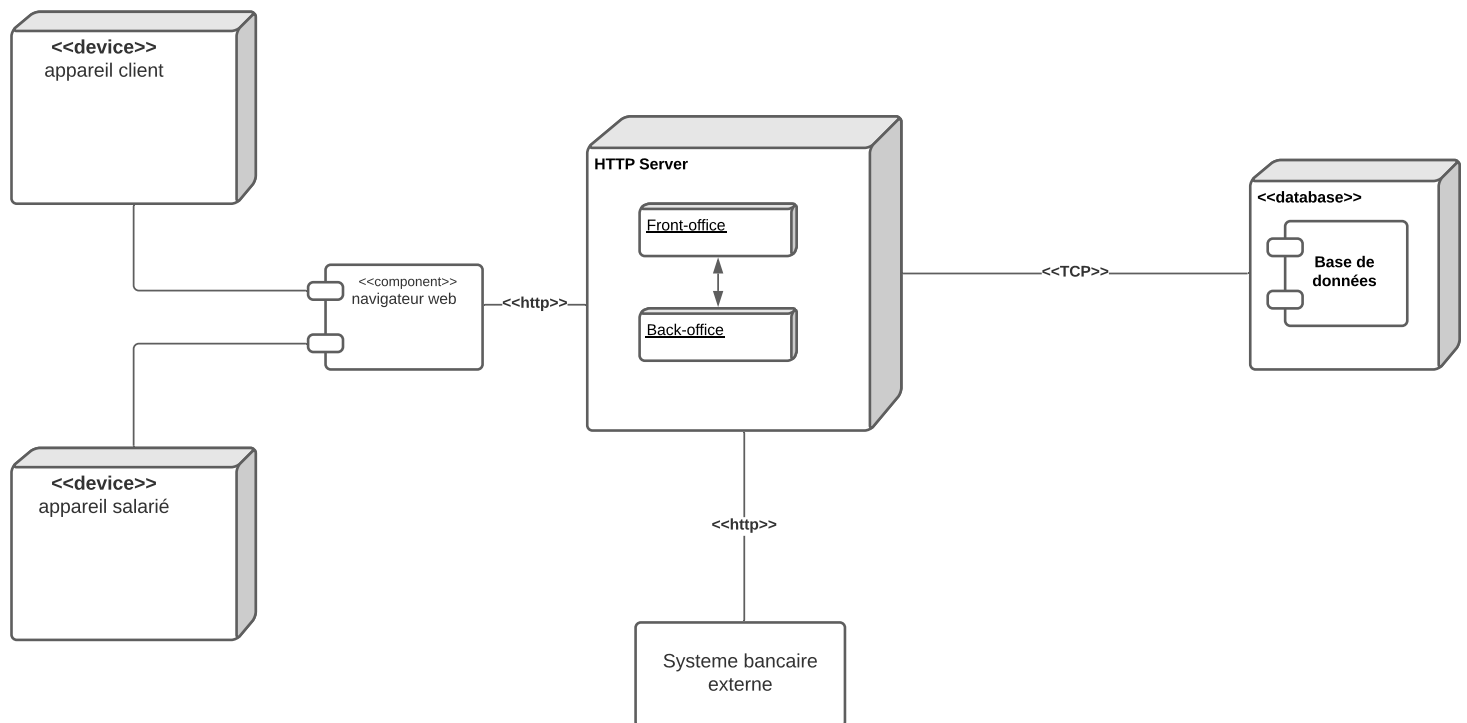 <<device>>
appareil client
HTTP Server
Front-office
Back-office
<<component>>
navigateur web
<<http>>
<<TCP>>
<<database>>
Base de
données
<<device>>
appareil salarié
<<http>>
Systeme bancaire
externe